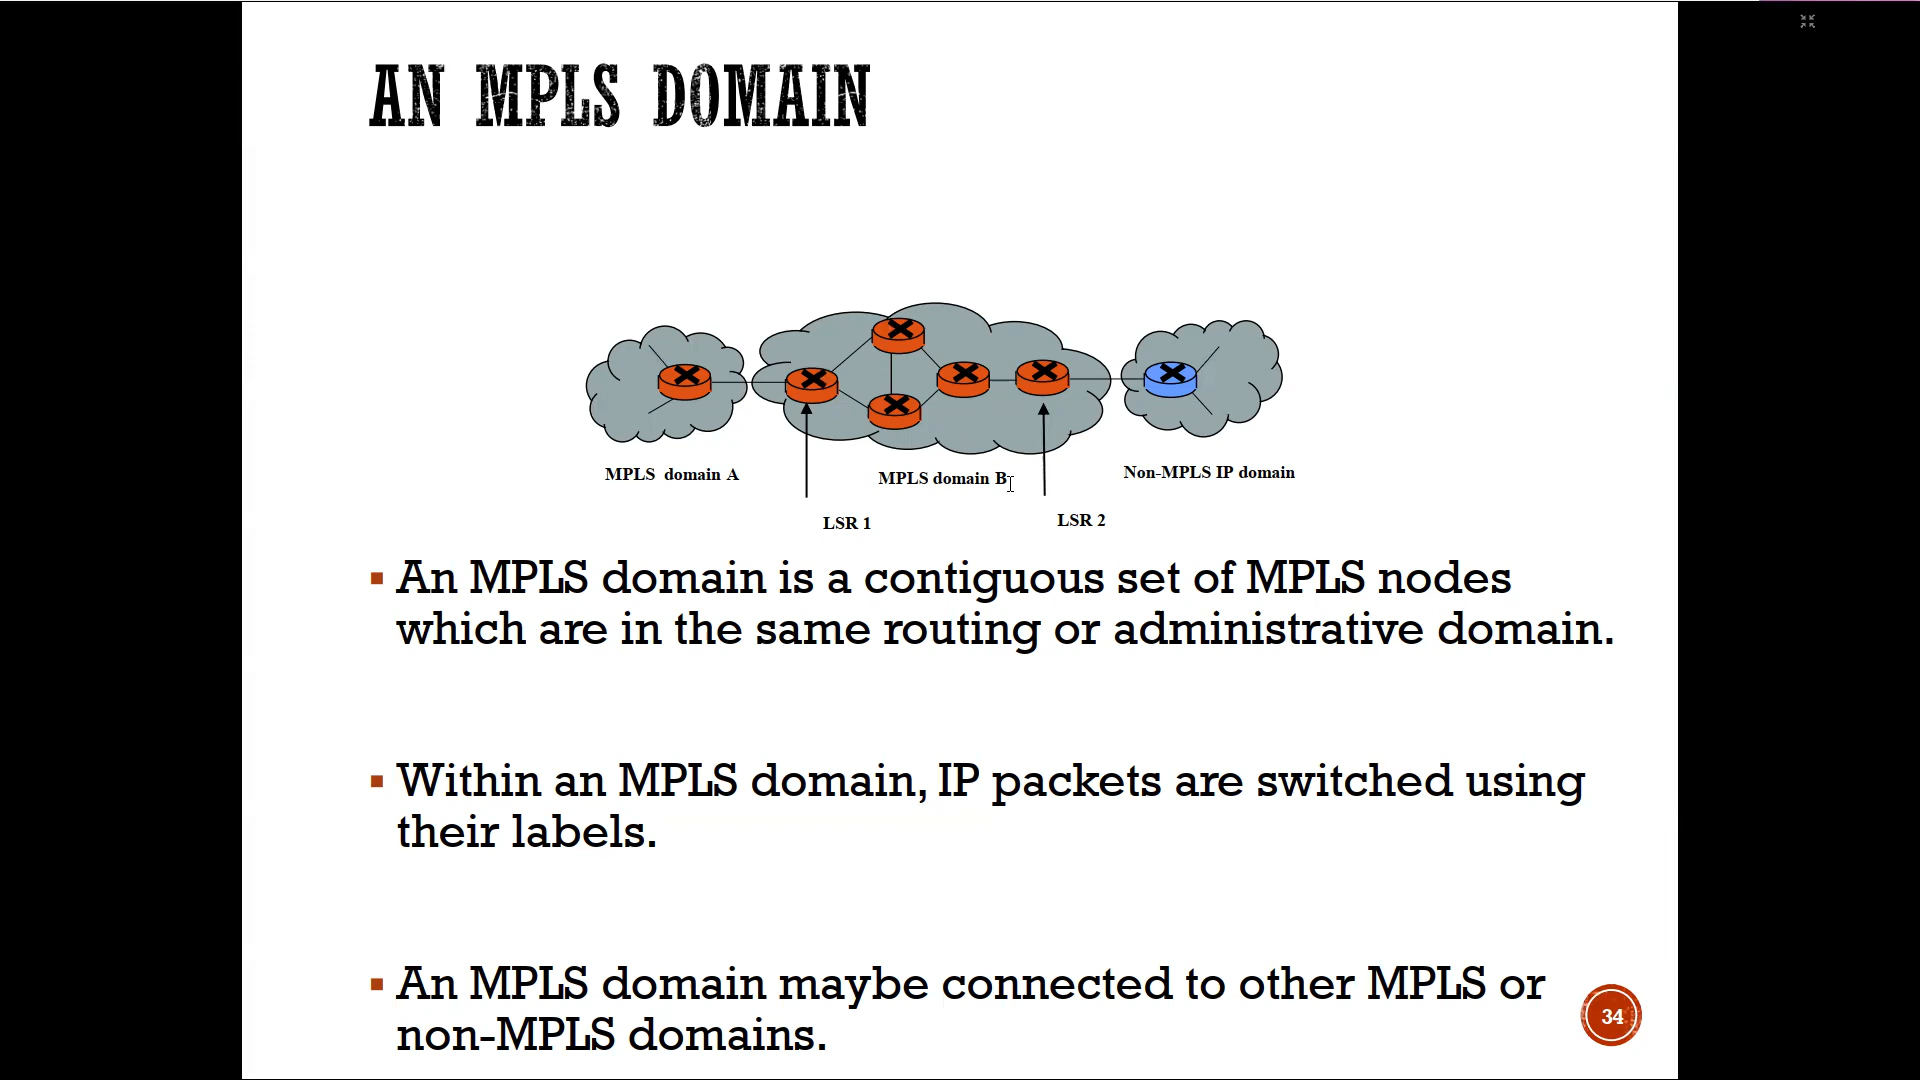 AN MPLS DOMAIN
MPLS domain A
MPLS domain B
Non-MPLS IP domain
LSR 1
LSR 2
▪ An MPLS domain is a contiguous set of MPLS nodes
which are in the same routing or administrative domain.
▪ Within an MPLS domain, IP packets are switched using
their labels.
▪ An MPLS domain maybe connected to other MPLS or
non-MPLS domains.
34